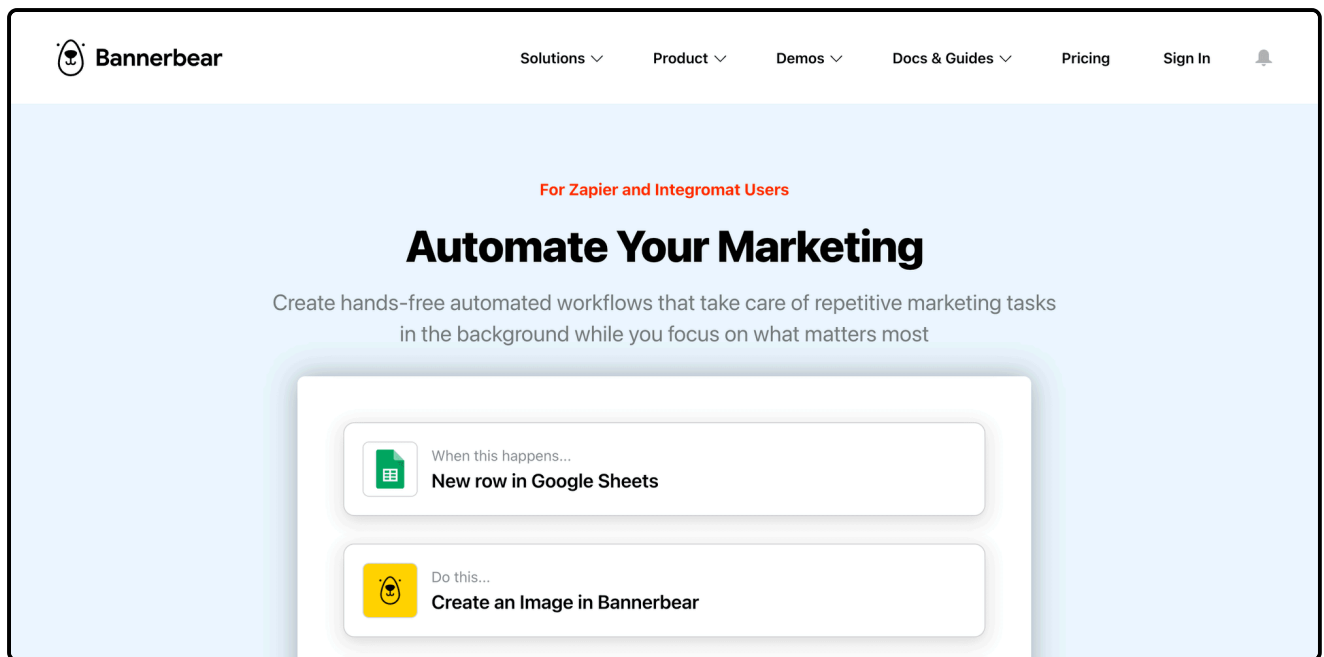 Bannerbear
Solutions
Product
Demos
Docs & Guides
Pricing
Sign In
For Zapier and Integromat Users
Automate Your Marketing
Create hands-free automated workflows that take care of repetitive marketing tasks
in the background while you focus on what matters most
When this happens...
New row in Google Sheets
Do this...
Create an Image in Bannerbear